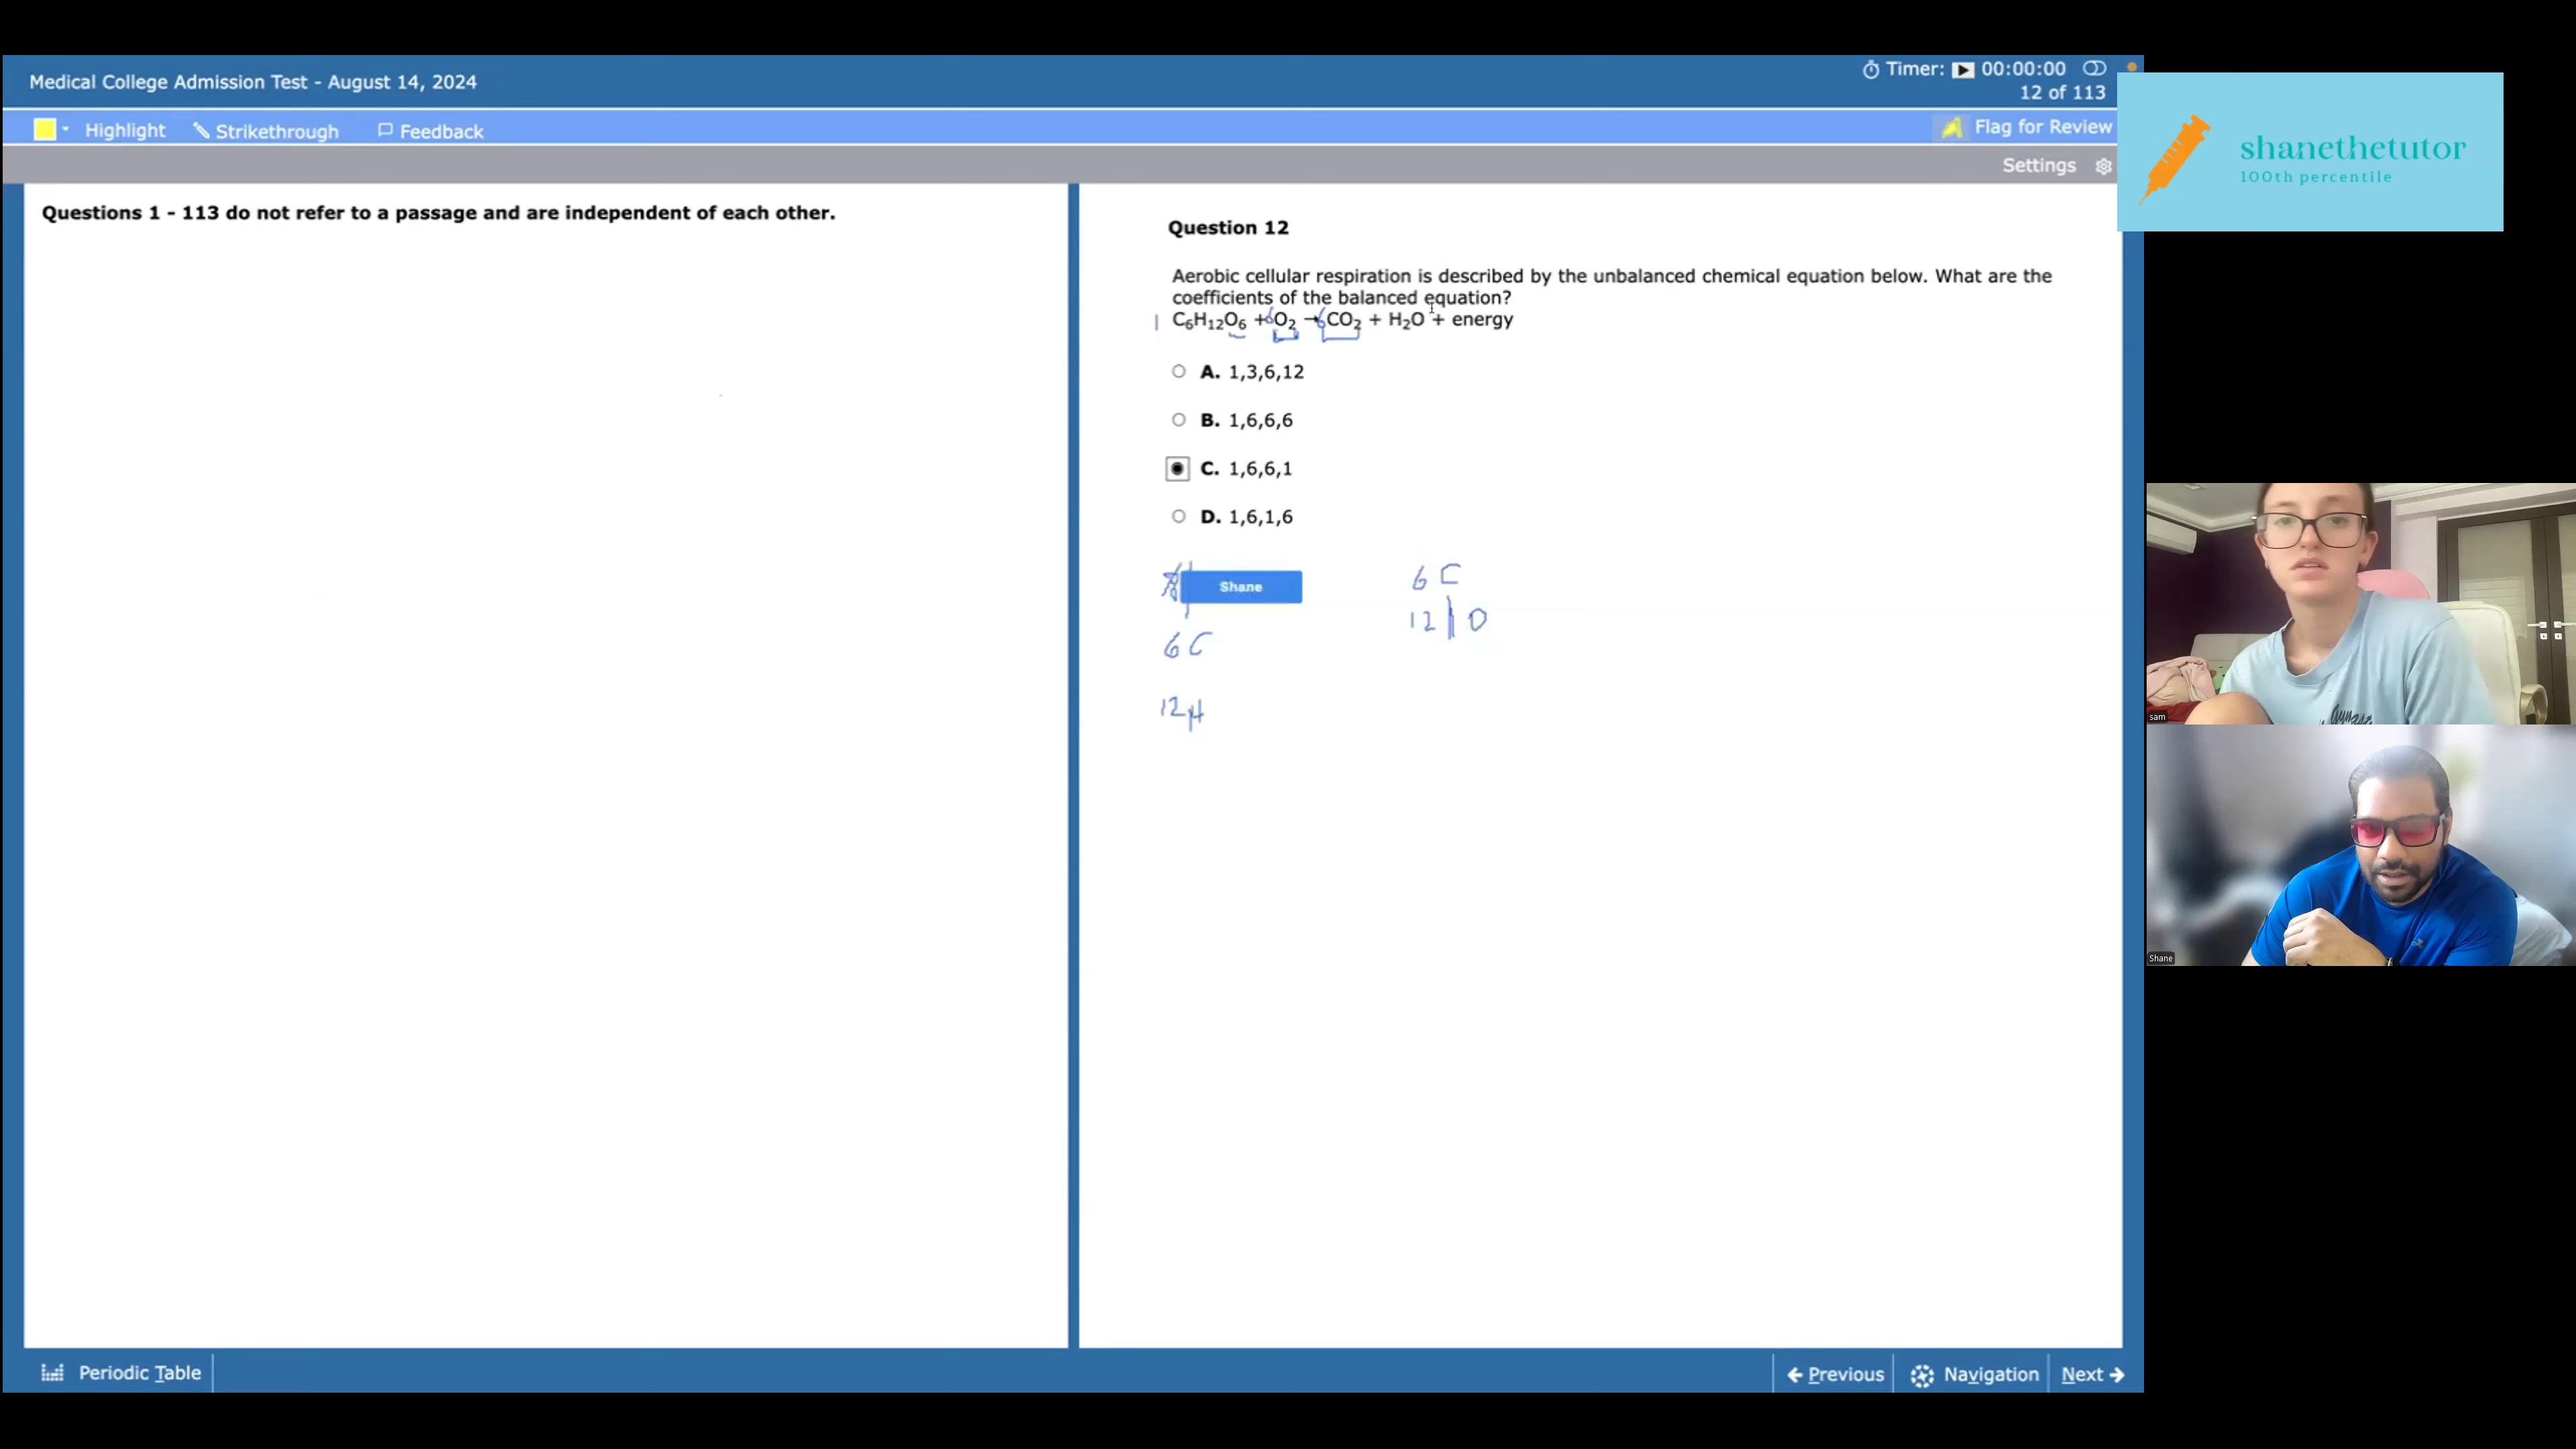 Medical College Admission Test - August 14, 2024
Timer: 00:00:00
12 of 113
Highlight Strikethrough Feedback
Flag for Review
Settings
shanethetutor
100th percentile
Questions 1 - 113 do not refer to a passage and are independent of each other.
Question 12
Aerobic cellular respiration is described by the unbalanced chemical equation below. What are the
coefficients of the balanced equation?
1 C₆H₁₂O₆ + 6 O₂ → 6 CO₂ + H₂O + energy
A. 1,3,6,12
B. 1,6,6,6
C. 1,6,6,1
D. 1,6,1,6
Shane
6 C
12 O
6 C
12 H
sam
Shane
Periodic Table
Previous Navigation Next